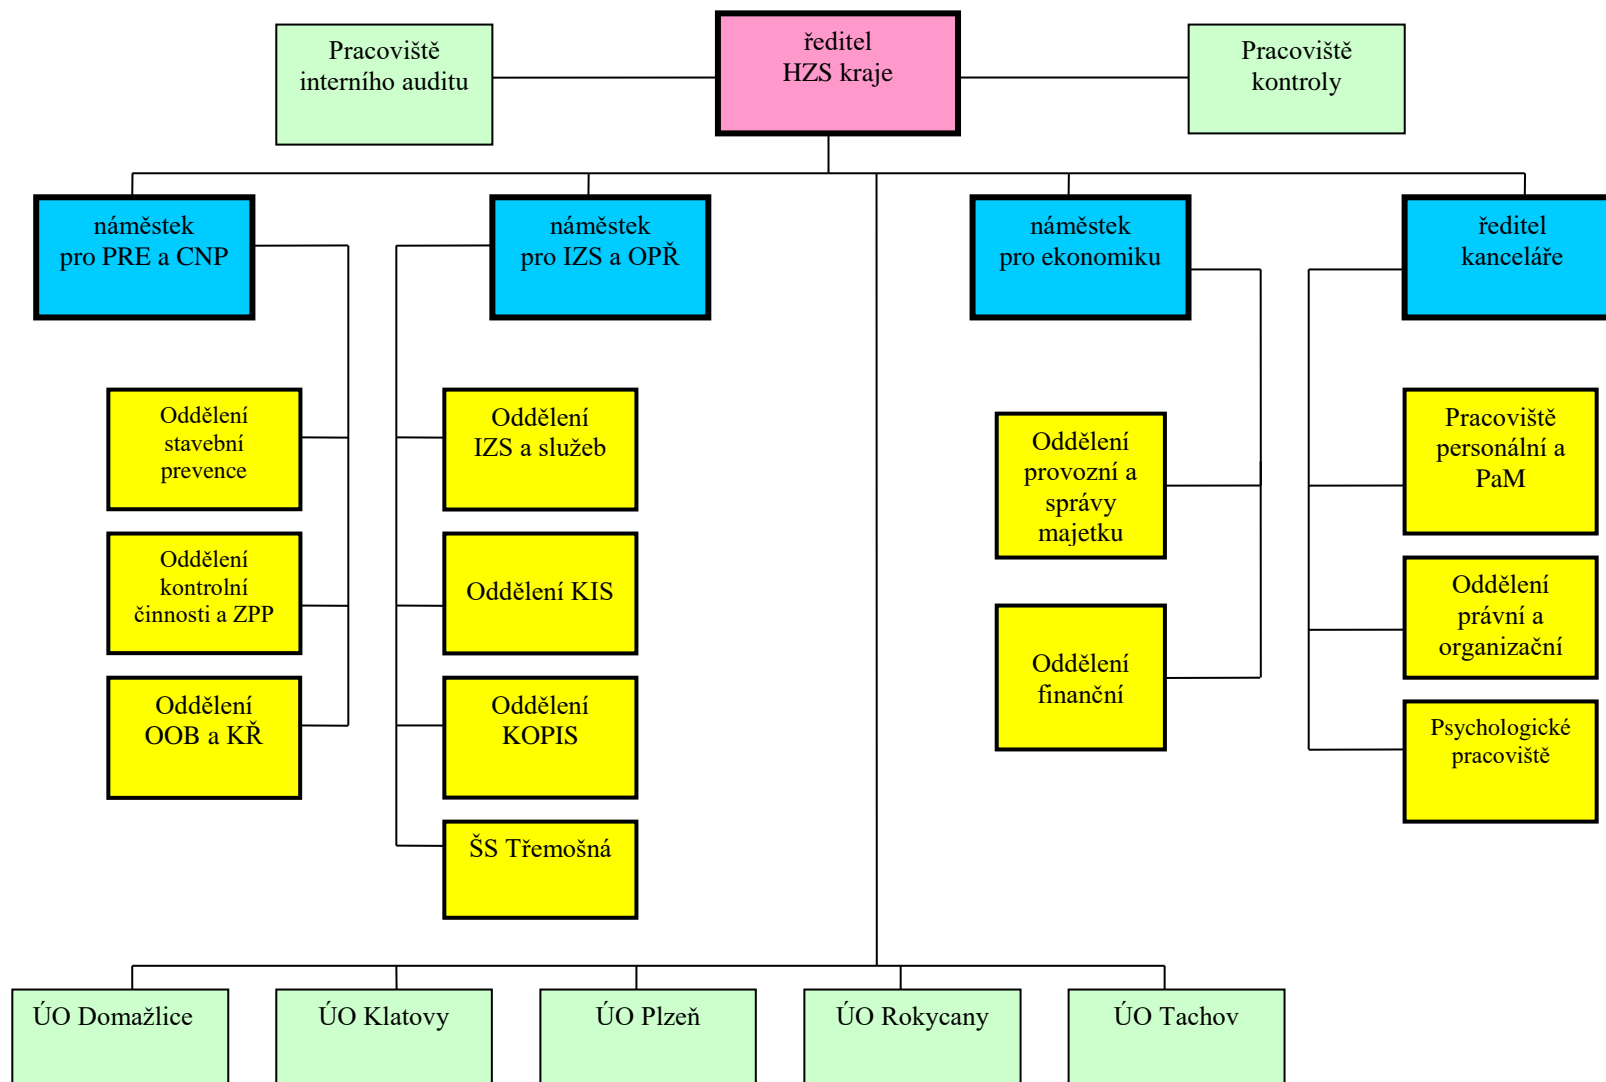 Pracoviště
interního auditu
ředitel
HZS kraje
Pracoviště
kontroly
náměstek
pro PRE a CNP
náměstek
pro IZS a OPŘ
náměstek
pro ekonomiku
ředitel
kanceláře
Oddělení
stavební
prevence
Oddělení
kontrolní
činnosti a ZPP
Oddělení
OOB a KŘ
Oddělení
IZS a služeb
Oddělení KIS
Oddělení
KOPIS
ŠS Třemošná
Oddělení
provozní a
správy
majetku
Oddělení
finanční
Pracoviště
personální a
PaM
Oddělení
právní a
organizační
Psychologické
pracoviště
ÚO Domažlice
ÚO Klatovy
ÚO Plzeň
ÚO Rokycany
ÚO Tachov